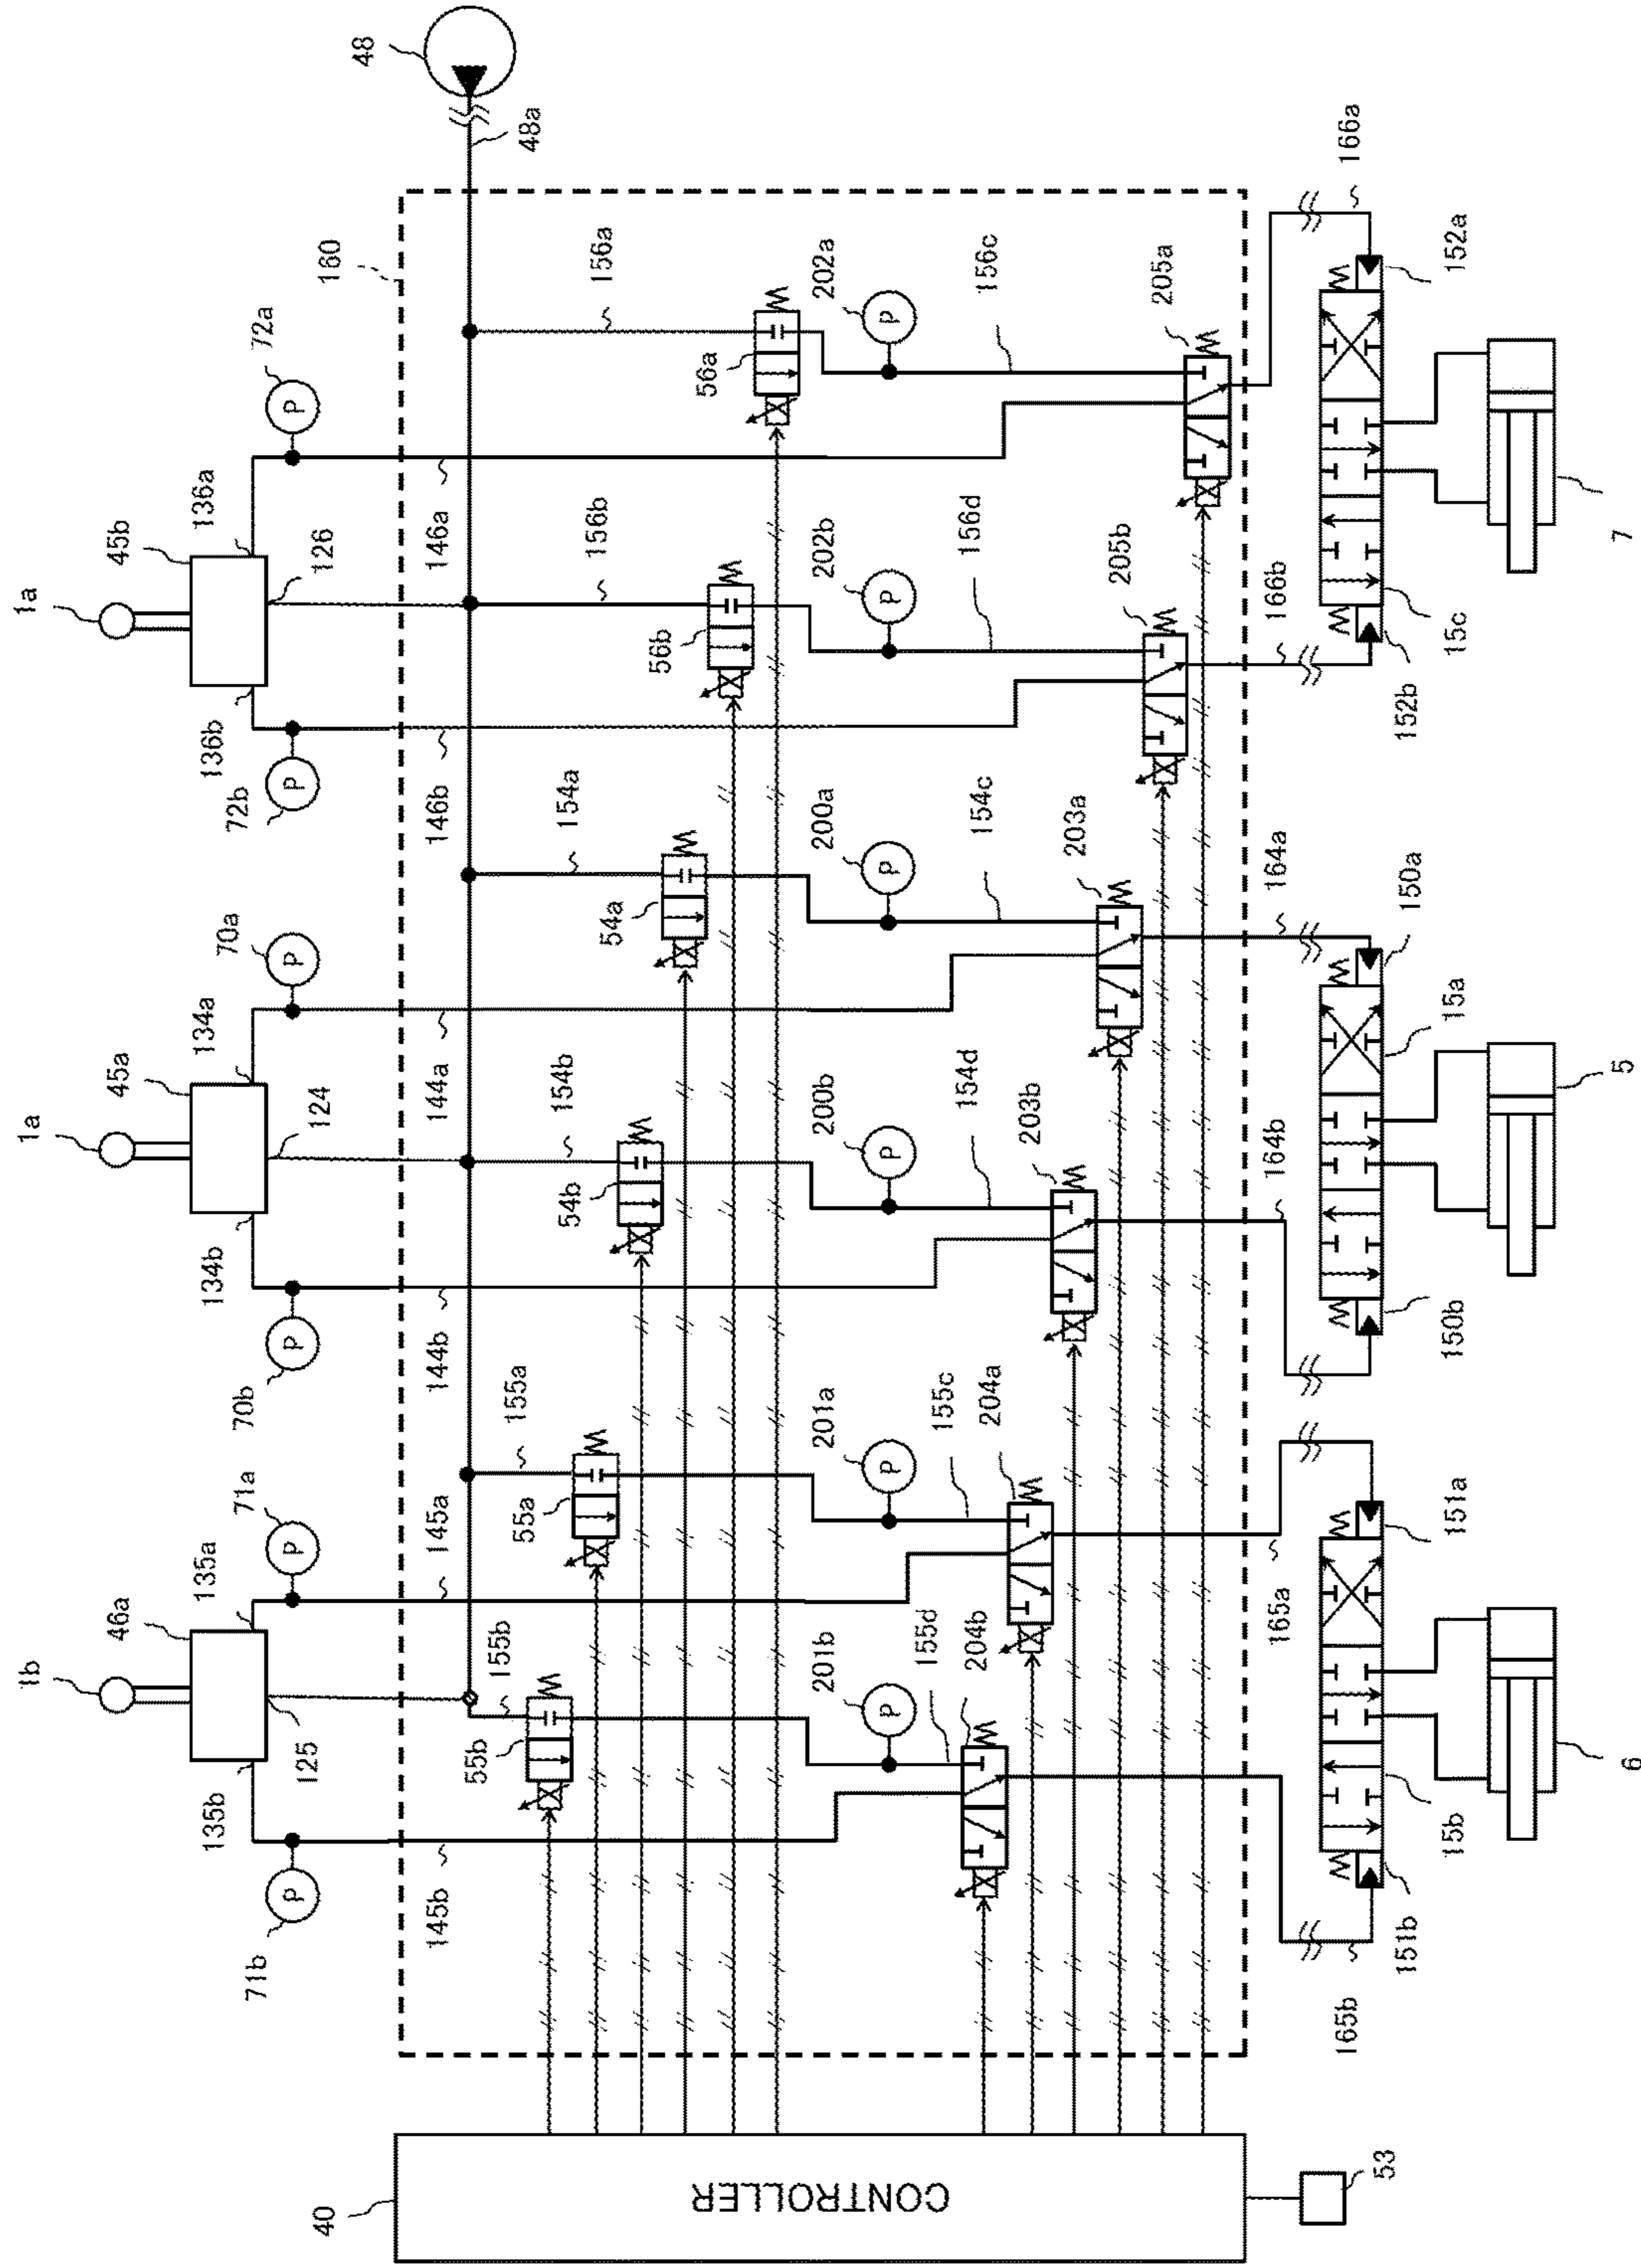 48
48a
160
1a
45b
136a
72a
136b
126
72b
146a
146b
156a
156b
56a
56b
202a
202b
156c
156d
205a
205b
166a
166b
152a
152b
15c
7
1a
45a
134a
70a
134b
124
70b
144a
144b
154a
154b
54a
54b
200a
200b
154c
154d
203a
203b
164a
164b
150a
150b
15a
5
1b
46a
135a
71a
135b
125
71b
145a
145b
155a
155b
55a
55b
201a
201b
155c
155d
204a
204b
165a
165b
151a
151b
15b
6
P
P
P
P
P
P
P
P
P
P
P
P
40
CONTROLLER
53